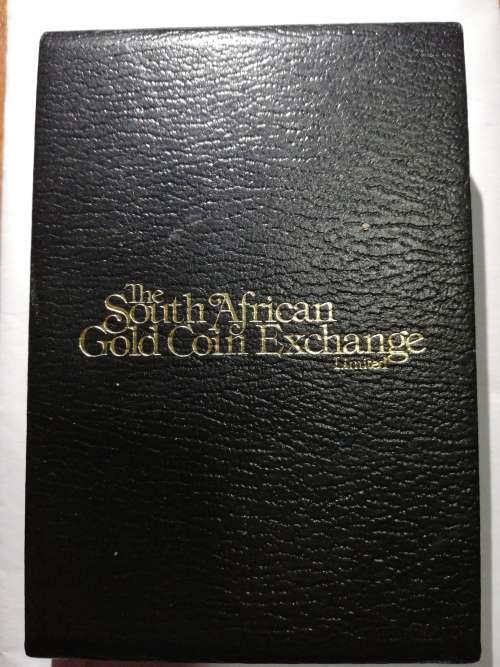 The
South African
Gold Coin Exchange
Limited